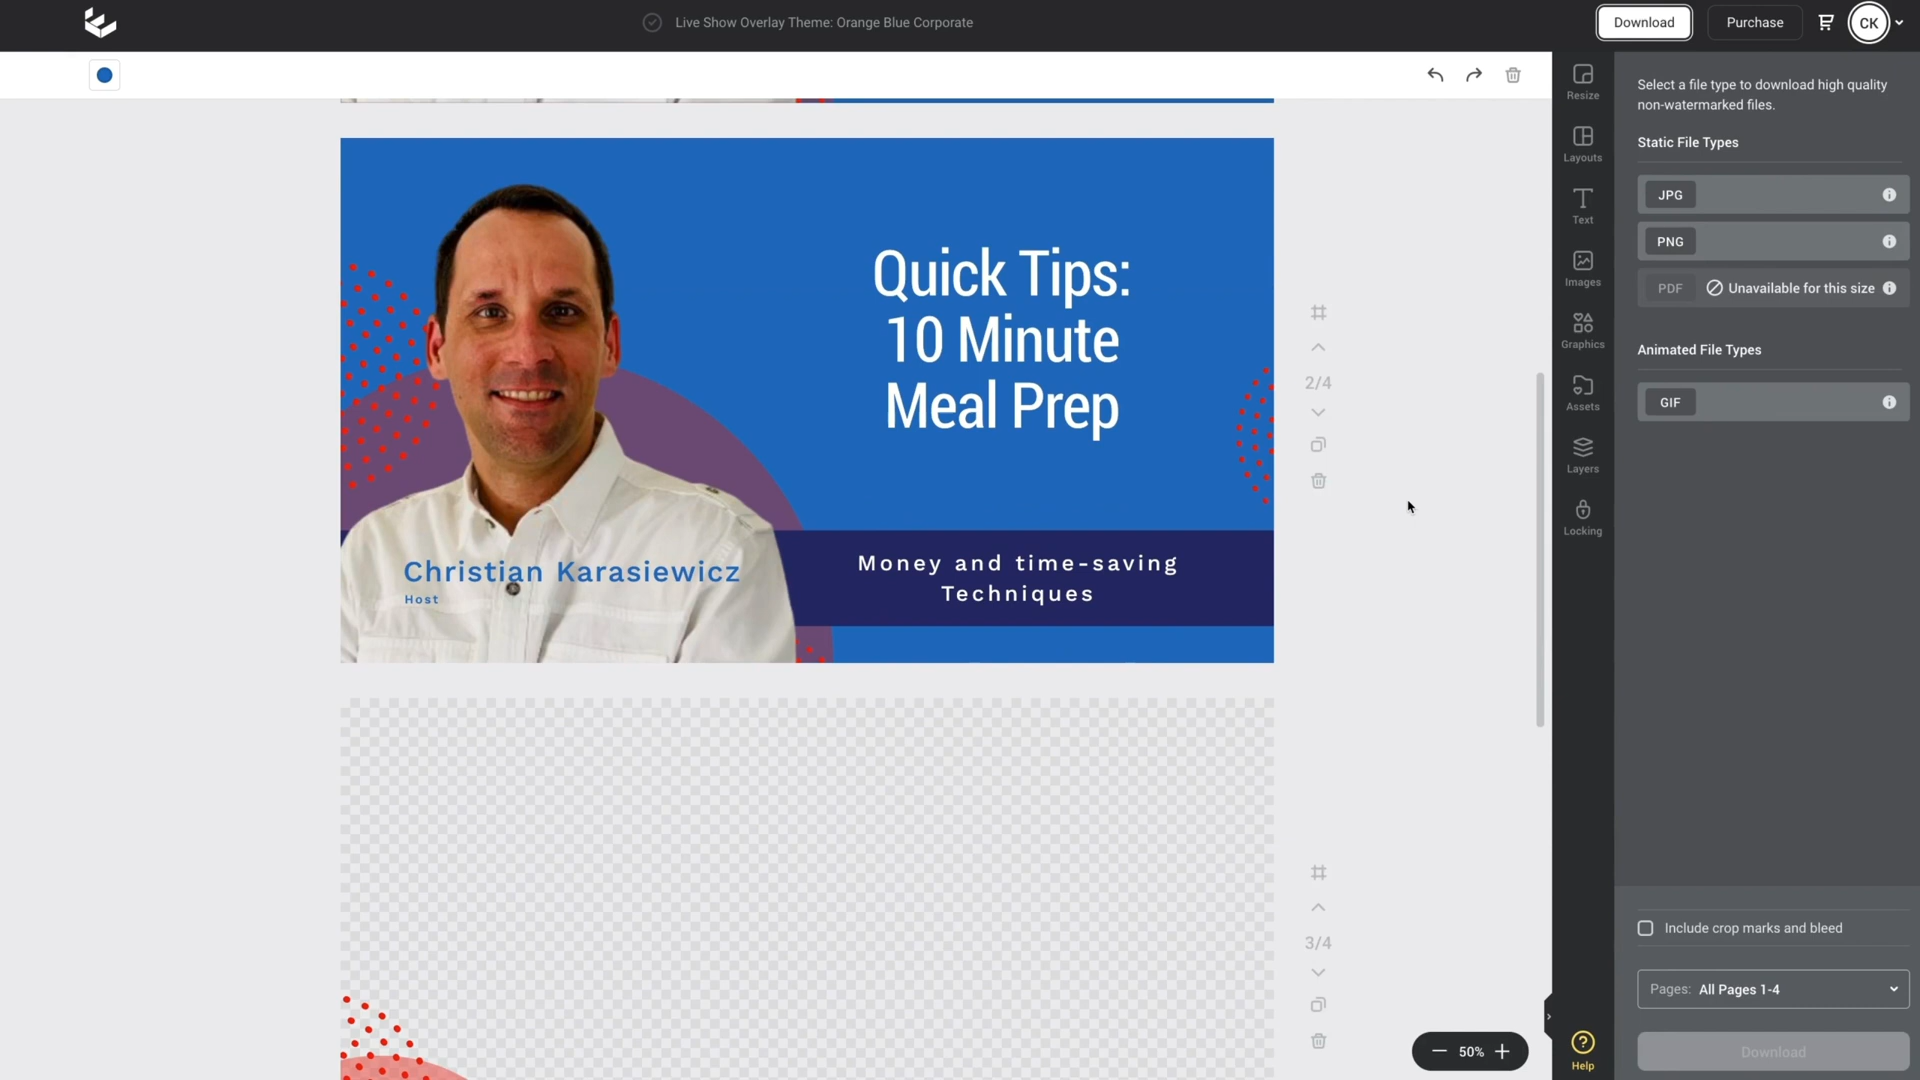 Live Show Overlay Theme: Orange Blue Corporate
Download
Purchase
CK
Quick Tips:
10 Minute
Meal Prep
Christian Karasiewicz
Host
Money and time-saving
Techniques
2/4
3/4
50%
Resize
Layouts
Text
Images
Graphics
Assets
Layers
Locking
Help
Select a file type to download high quality
non-watermarked files.
Static File Types
JPG
PNG
PDF Unavailable for this size
Animated File Types
GIF
Include crop marks and bleed
Pages: All Pages 1-4
Download